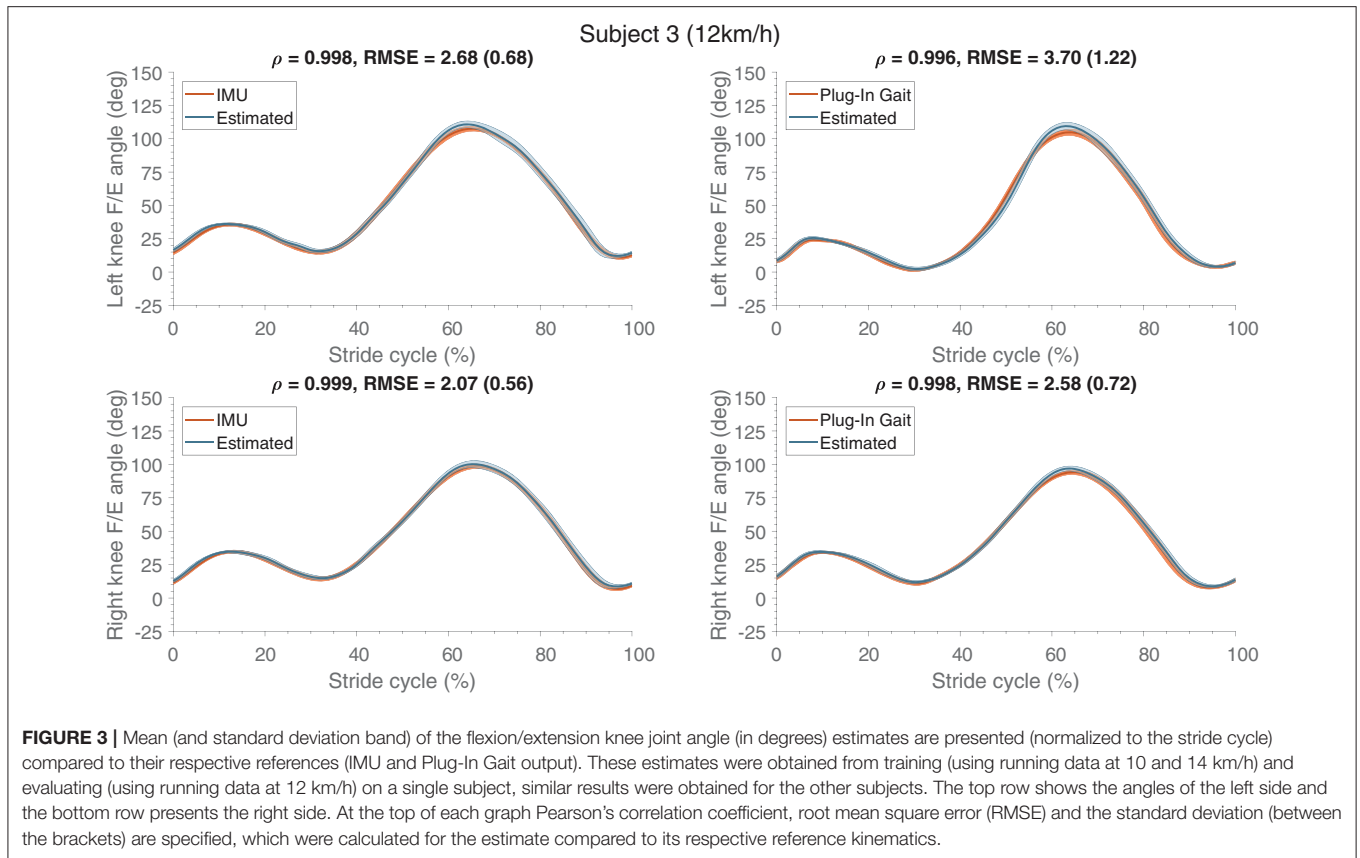 Subject 3 (12km/h)
ρ = 0.998, RMSE = 2.68 (0.68)
150
125
100
75
50
25
0
-25
Left knee F/E angle (deg)
IMU
Estimated
0 20 40 60 80 100
Stride cycle (%)
ρ = 0.996, RMSE = 3.70 (1.22)
150
125
100
75
50
25
0
-25
Left knee F/E angle (deg)
Plug-In Gait
Estimated
0 20 40 60 80 100
Stride cycle (%)
ρ = 0.999, RMSE = 2.07 (0.56)
150
125
100
75
50
25
0
-25
Right knee F/E angle (deg)
IMU
Estimated
0 20 40 60 80 100
Stride cycle (%)
ρ = 0.998, RMSE = 2.58 (0.72)
150
125
100
75
50
25
0
-25
Right knee F/E angle (deg)
Plug-In Gait
Estimated
0 20 40 60 80 100
Stride cycle (%)
FIGURE 3 | Mean (and standard deviation band) of the flexion/extension knee joint angle (in degrees) estimates are presented (normalized to the stride cycle)
compared to their respective references (IMU and Plug-In Gait output). These estimates were obtained from training (using running data at 10 and 14 km/h) and
evaluating (using running data at 12 km/h) on a single subject, similar results were obtained for the other subjects. The top row shows the angles of the left side and
the bottom row presents the right side. At the top of each graph Pearson's correlation coefficient, root mean square error (RMSE) and the standard deviation (between
the brackets) are specified, which were calculated for the estimate compared to its respective reference kinematics.